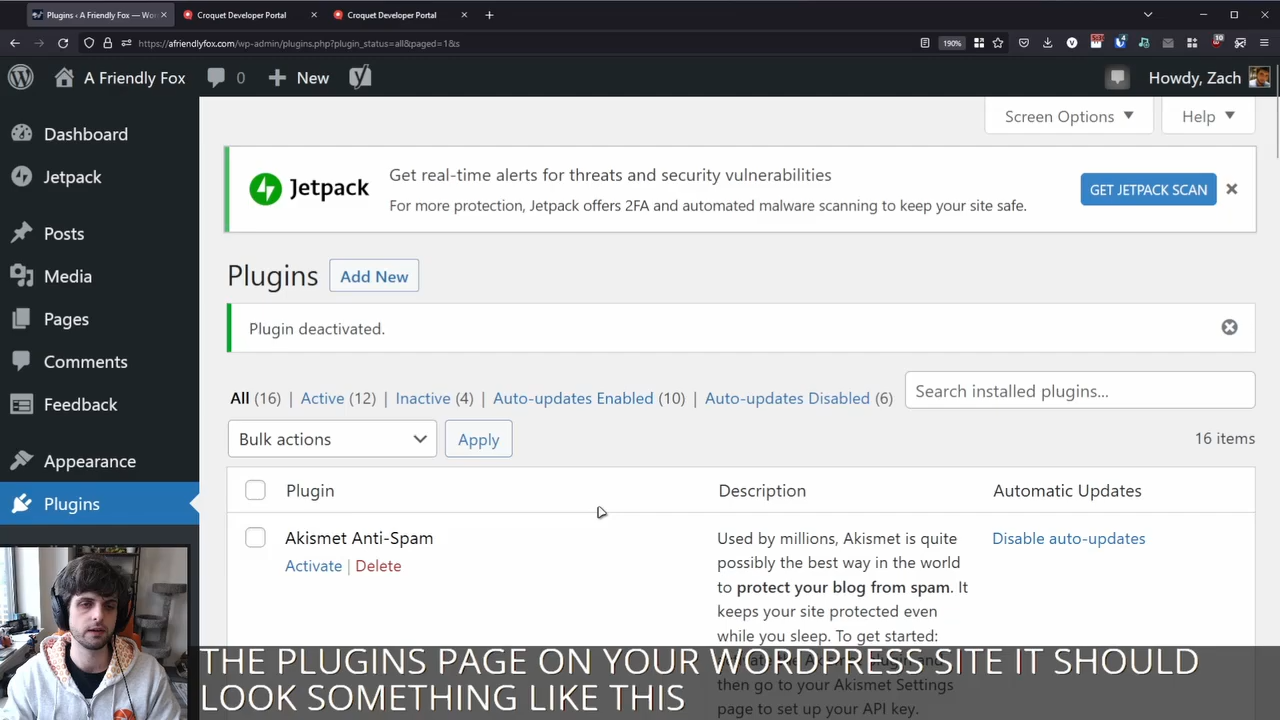 Plugins ‹ A Friendly Fox — Wor
Croquet Developer Portal
Croquet Developer Portal
https://afriendlyfox.com/wp-admin/plugins.php?plugin_status=all&paged=1&s
190%
10
A Friendly Fox
0
New
Howdy, Zach
Screen Options
Help
Dashboard
Jetpack
Posts
Media
Pages
Comments
Feedback
Appearance
Plugins
Jetpack
Get real-time alerts for threats and security vulnerabilities
For more protection, Jetpack offers 2FA and automated malware scanning to keep your site safe.
GET JETPACK SCAN
Plugins
Add New
Plugin deactivated.
All (16) | Active (12) | Inactive (4) | Auto-updates Enabled (10) | Auto-updates Disabled (6)
Search installed plugins...
Bulk actions
Apply
16 items
Plugin
Description
Automatic Updates
Akismet Anti-Spam
Activate | Delete
Used by millions, Akismet is quite
possibly the best way in the world
to protect your blog from spam. It
keeps your site protected even
while you sleep. To get started:
then go to your Akismet Settings
page to set up your API key.
Disable auto-updates
THE PLUGINS PAGE ON YOUR WORDPRESS SITE IT SHOULD
LOOK SOMETHING LIKE THIS